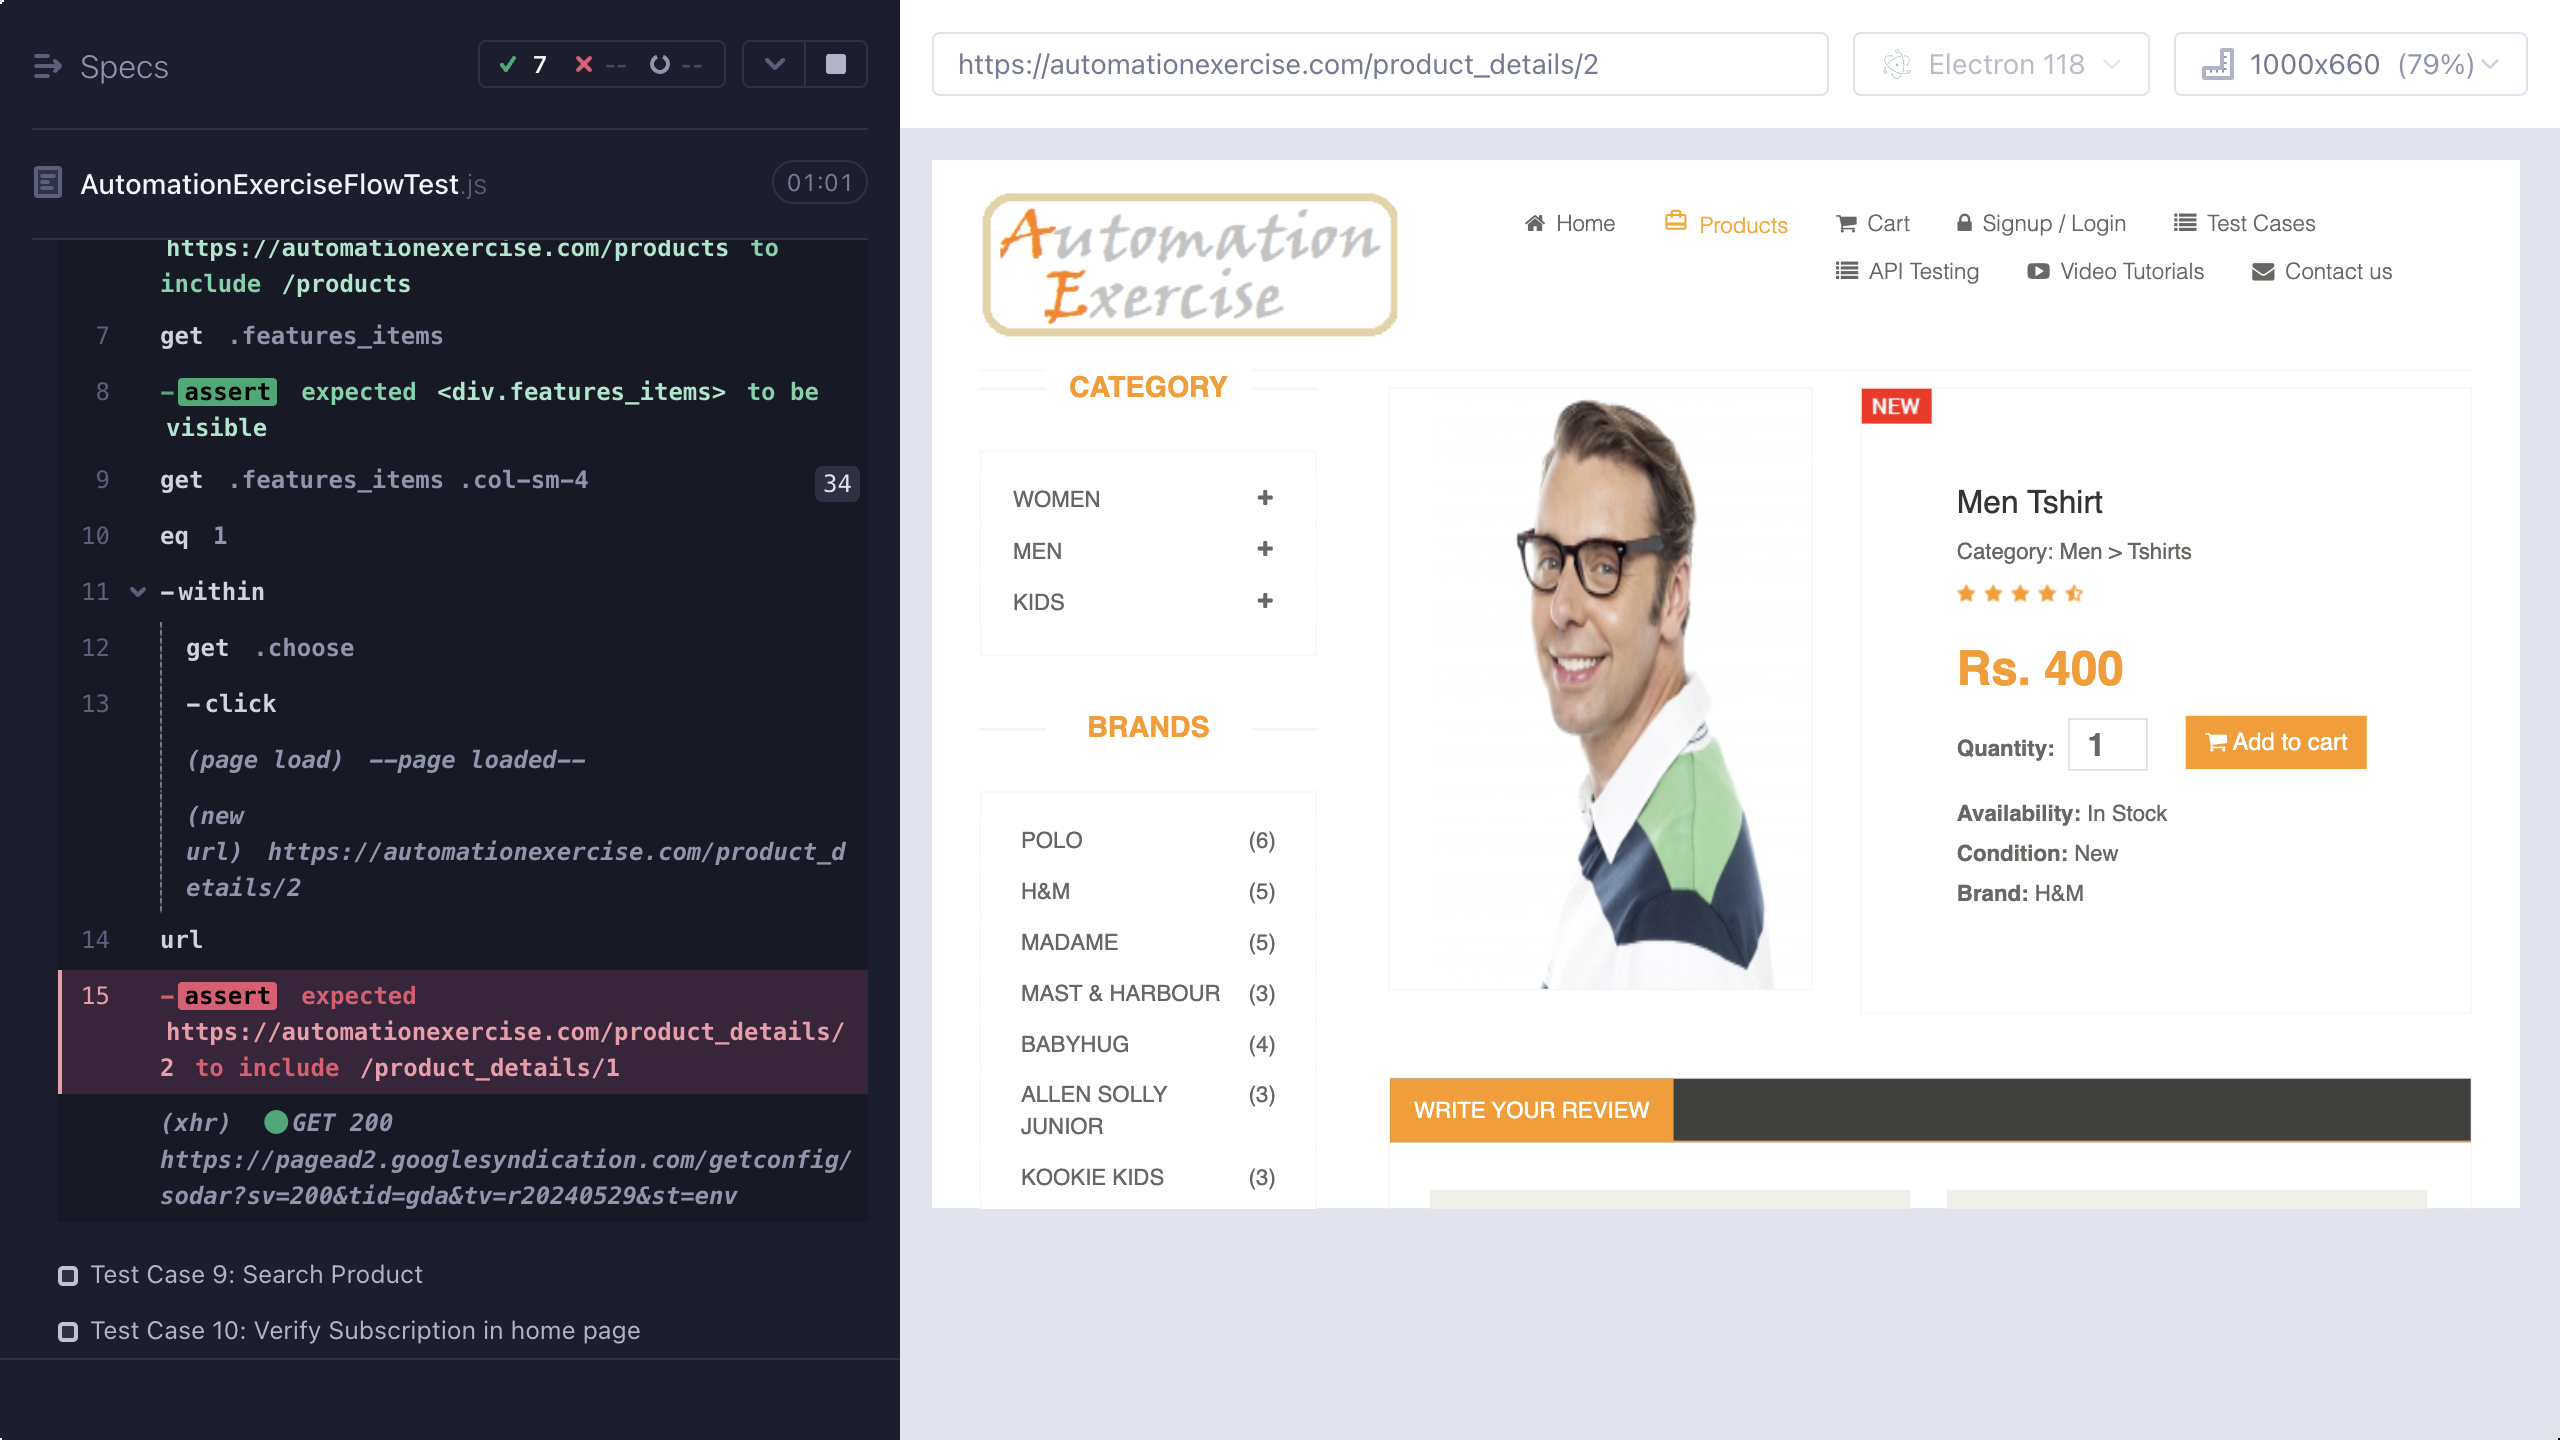 Specs
7 -- --
AutomationExerciseFlowTest.js 01:01
https://automationexercise.com/products to
include /products
7 get .features_items
8 -assert expected <div.features_items> to be
visible
9 get .features_items .col-sm-4 34
10 eq 1
11 -within
12 get .choose
13 -click
(page load) --page loaded--
(new
url) https://automationexercise.com/product_d
etails/2
14 url
15 -assert expected
https://automationexercise.com/product_details/
2 to include /product_details/1
(xhr) GET 200
https://pagead2.googlesyndication.com/getconfig/
sodar?sv=200&tid=gda&tv=r20240529&st=env
Test Case 9: Search Product
Test Case 10: Verify Subscription in home page
https://automationexercise.com/product_details/2
Electron 118
1000x660 (79%)
Automation
Exercise
Home Products Cart Signup / Login Test Cases
API Testing Video Tutorials Contact us
CATEGORY
WOMEN +
MEN +
KIDS +
BRANDS
POLO (6)
H&M (5)
MADAME (5)
MAST & HARBOUR (3)
BABYHUG (4)
ALLEN SOLLY (3)
JUNIOR
KOOKIE KIDS (3)
NEW
Men Tshirt
Category: Men > Tshirts
Rs. 400
Quantity: 1 Add to cart
Availability: In Stock
Condition: New
Brand: H&M
WRITE YOUR REVIEW